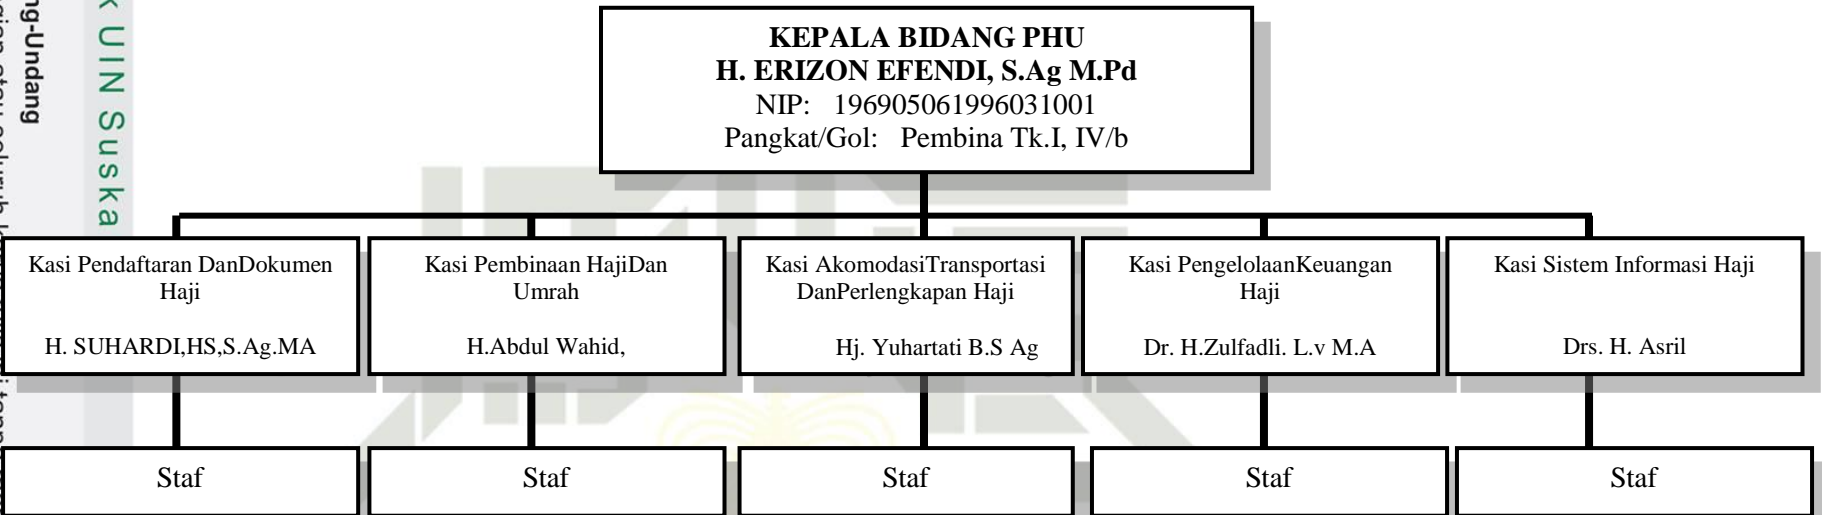 k UIN Suska
ng-Undang
KEPALA BIDANG PHU
H. ERIZON EFENDI, S.Ag M.Pd
NIP: 196905061996031001
Pangkat/Gol: Pembina Tk.I, IV/b
Kasi Pendaftaran DanDokumen
Haji
H. SUHARDI,HS,S.Ag.MA
Kasi Pembinaan HajiDan
Umrah
H.Abdul Wahid,
Kasi AkomodasiTransportasi
DanPerlengkapan Haji
Hj. Yuhartati B.S Ag
Kasi PengelolaanKeuangan
Haji
Dr. H.Zulfadli. L.v M.A
Kasi Sistem Informasi Haji
Drs. H. Asril
Staf
Staf
Staf
Staf
Staf